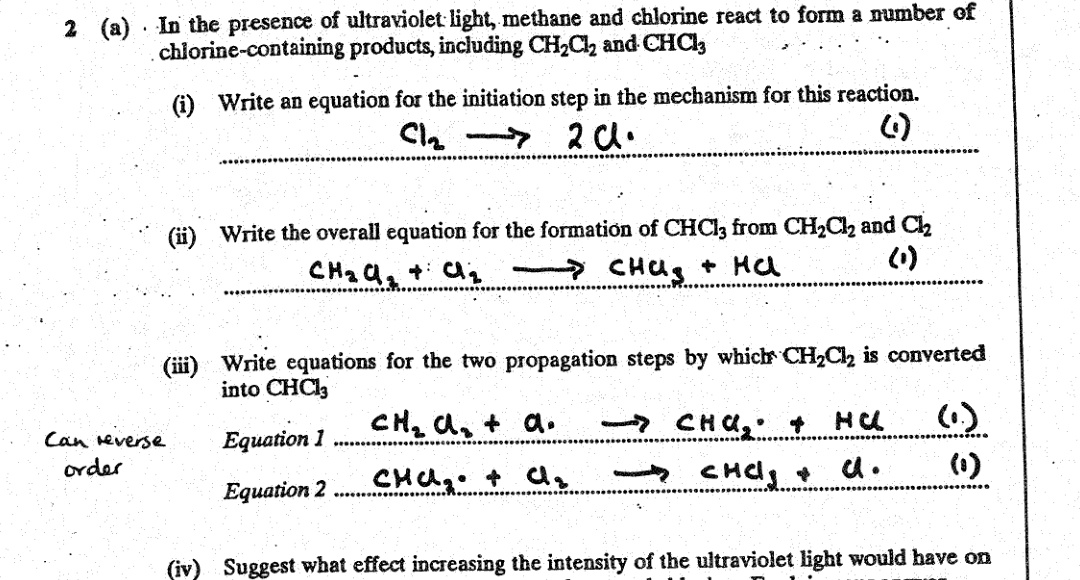 2 (a) In the presence of ultraviolet light, methane and chlorine react to form a number of
chlorine-containing products, including CH₂Cl₂ and CHCl₃
(i) Write an equation for the initiation step in the mechanism for this reaction.
Cl₂ → 2Cl• (1)
(ii) Write the overall equation for the formation of CHCl₃ from CH₂Cl₂ and Cl₂
CH₂Cl₂ + Cl₂ → CHCl₃ + HCl (1)
(iii) Write equations for the two propagation steps by which CH₂Cl₂ is converted
into CHCl₃
Can reverse
order
Equation 1 CH₂Cl₂ + Cl• → CHCl₂• + HCl (1)
Equation 2 CHCl₂• + Cl₂ → CHCl₃ + Cl• (1)
(iv) Suggest what effect increasing the intensity of the ultraviolet light would have on